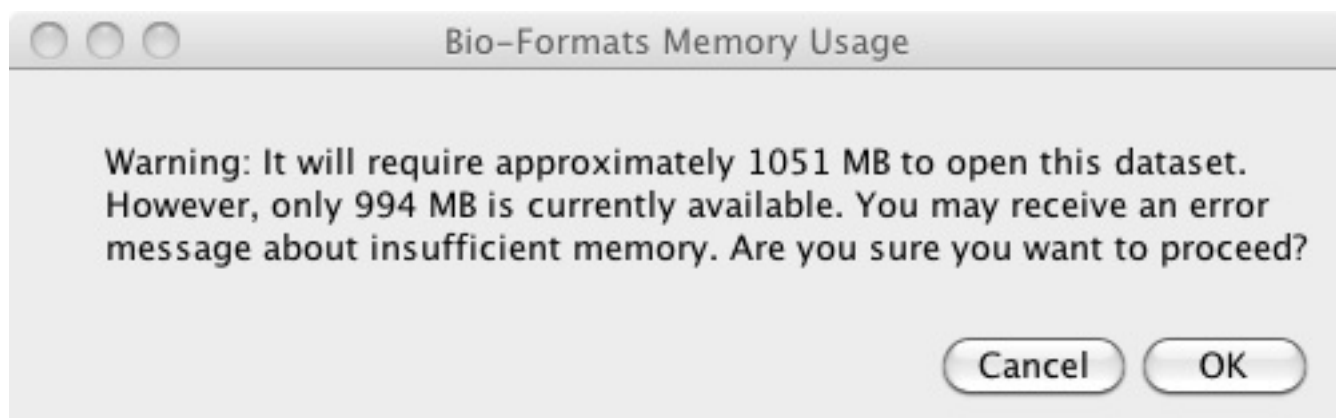 Bio-Formats Memory Usage
Warning: It will require approximately 1051 MB to open this dataset.
However, only 994 MB is currently available. You may receive an error
message about insufficient memory. Are you sure you want to proceed?
Cancel OK